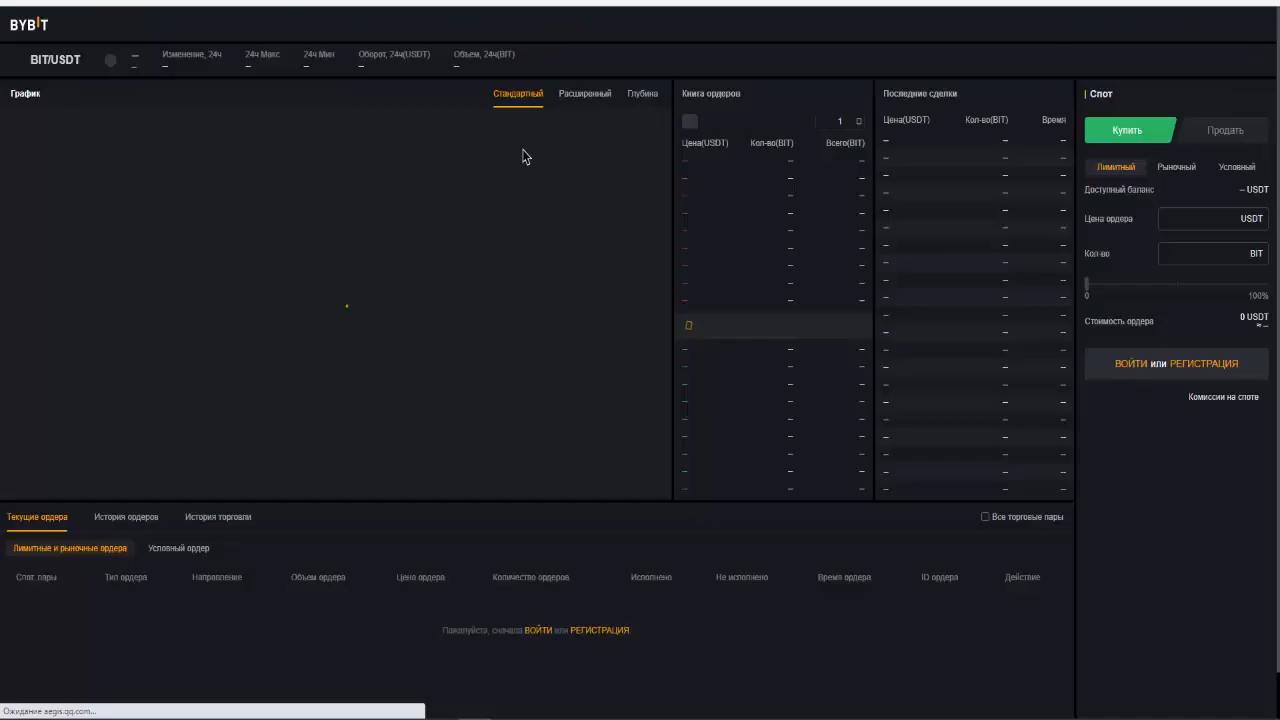 BYBIT
BIT/USDT
Изменение, 24ч
24ч Макс
24ч Мин
Оборот, 24ч(USDT)
Объем, 24ч(BIT)
График
Стандартный
Расширенный
Глубина
Книга ордеров
1
Цена(USDT)
Кол-во(BIT)
Всего(BIT)
Последние сделки
Цена(USDT)
Кол-во(BIT)
Время
Спот
Купить
Продать
Лимитный
Рыночный
Условный
Доступный баланс
– USDT
Цена ордера
USDT
Кол-во
BIT
0
100%
Стоимость ордера
0 USDT
≈ –
ВОЙТИ или РЕГИСТРАЦИЯ
Комиссии на споте
Текущие ордера
История ордеров
История торговли
Все торговые пары
Лимитные и рыночные ордера
Условный ордер
Спот. пары
Тип ордера
Направление
Объем ордера
Цена ордера
Количество ордеров
Исполнено
Не исполнено
Время ордера
ID ордера
Действие
Пожалуйста, сначала ВОЙТИ или РЕГИСТРАЦИЯ
Ожидание aegis.qq.com...